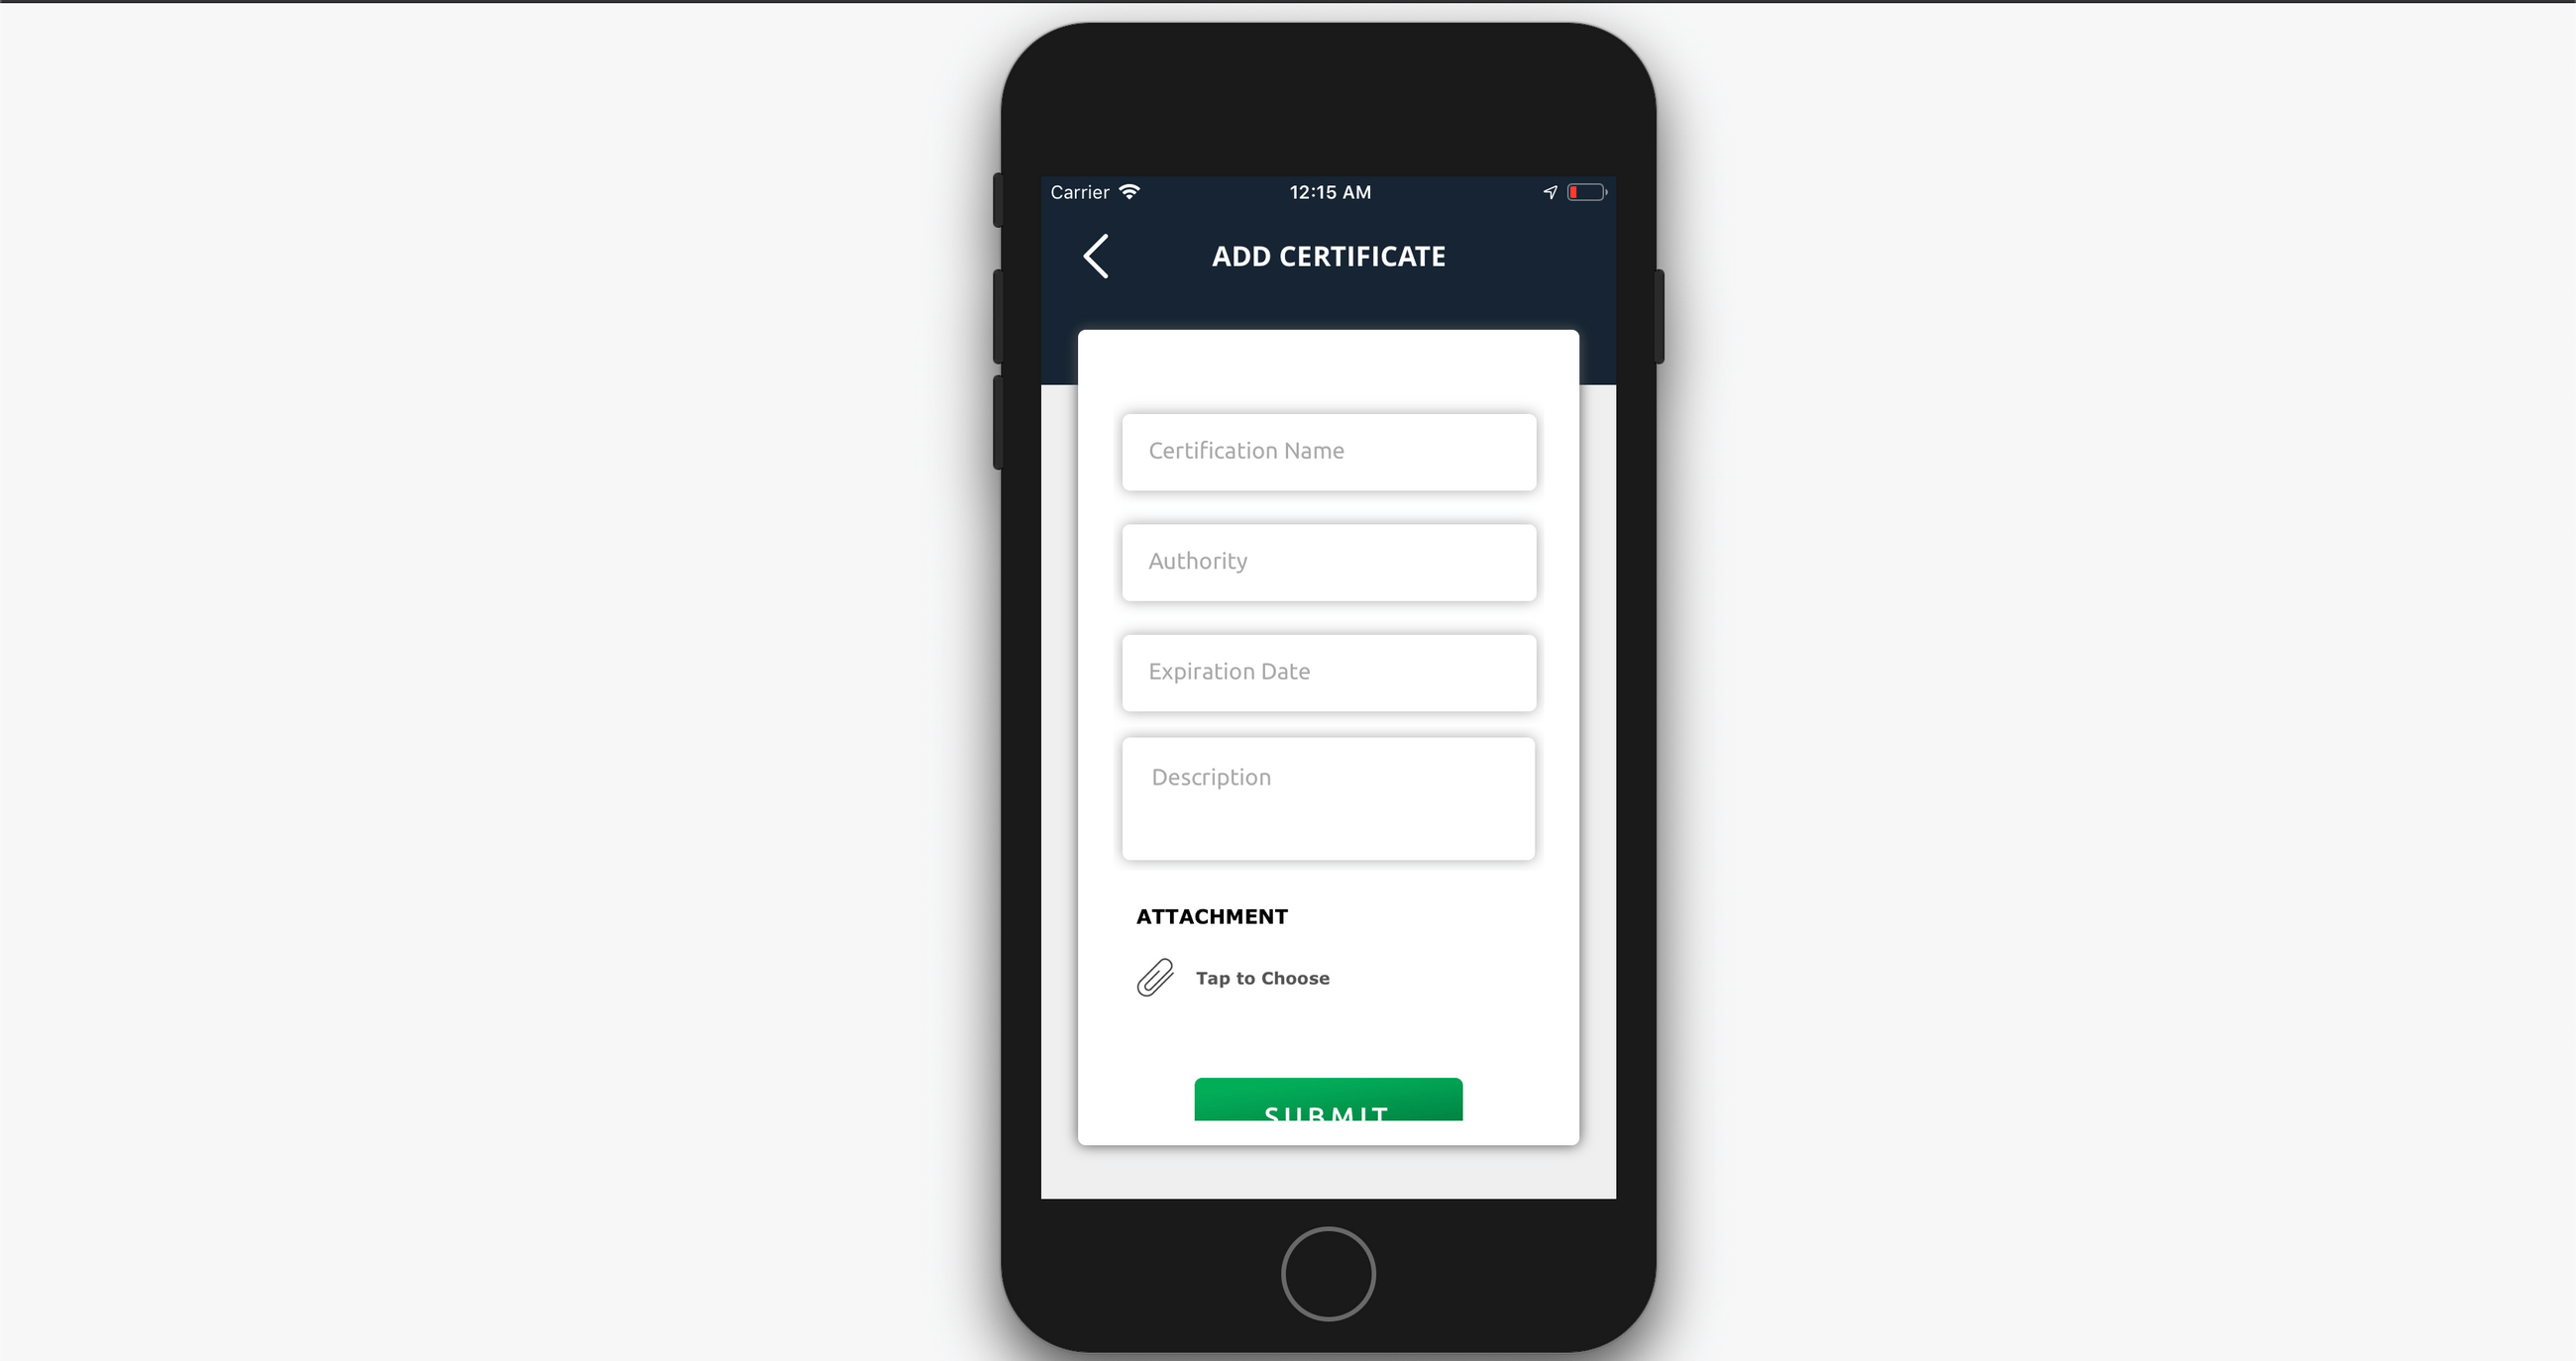 Carrier 12:15 AM
ADD CERTIFICATE
Certification Name
Authority
Expiration Date
Description
ATTACHMENT
Tap to Choose
SUBMIT